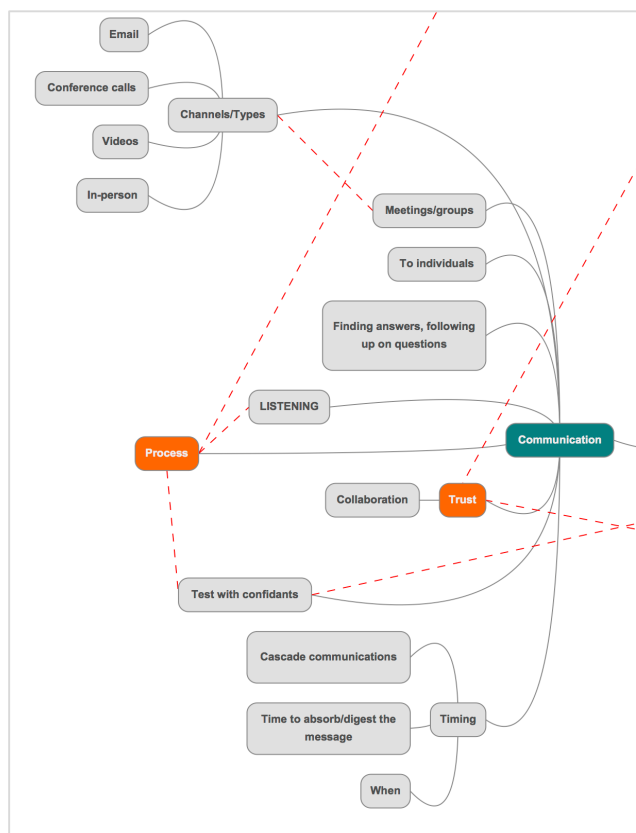 Email
Conference calls
Channels/Types
Videos
In-person
Meetings/groups
To individuals
Finding answers, following
up on questions
LISTENING
Communication
Process
Collaboration
Trust
Test with confidants
Cascade communications
Time to absorb/digest the
message
Timing
When